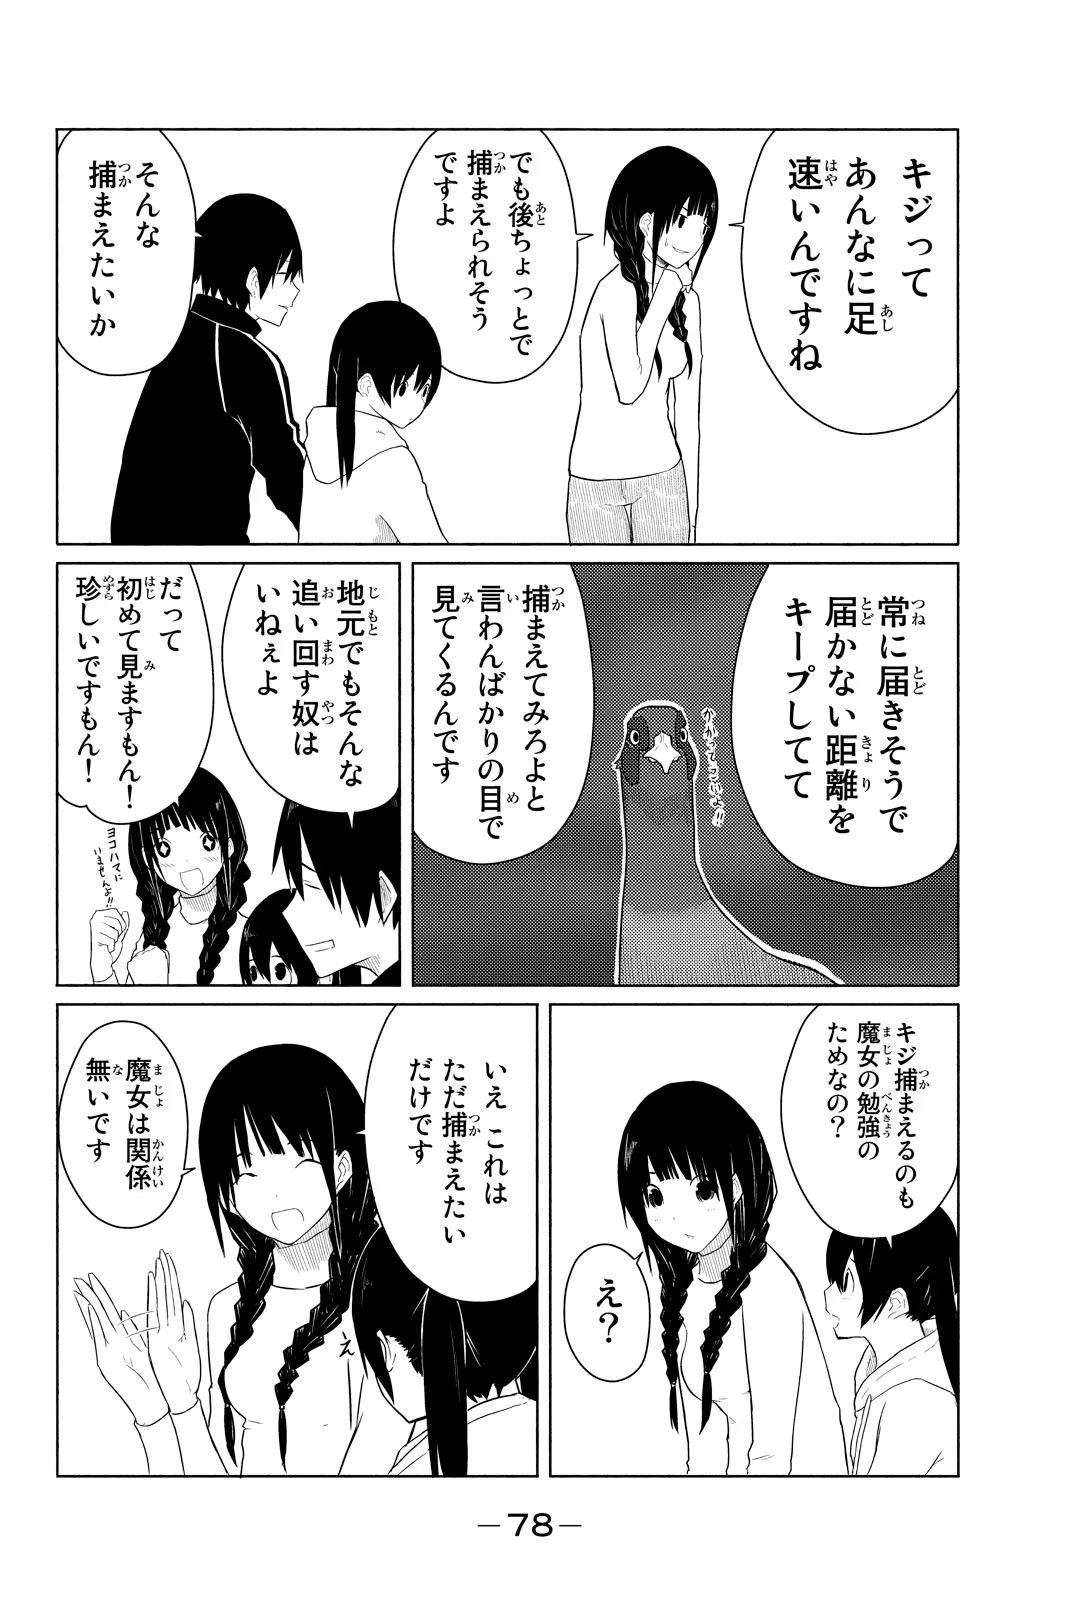 キジって
あんなに足
速いんですね
でも後ちょっとで
捕まえられそう
ですよ
そんな
捕まえたいか
常に届きそうで
届かない距離を
キープしてて
かかってコいよ!!
捕まえてみろよと
言わんばかりの目で
見てくるんです
地元でもそんな
追い回す奴は
いねぇよ
だって
初めて見ますもん！
珍しいですもん！
ヨコハマに
いませんよ!!
キジ捕まえるのも
魔女の勉強の
ためなの？
え？
いえ これは
ただ捕まえたい
だけです
魔女は関係
無いです
え
－78－